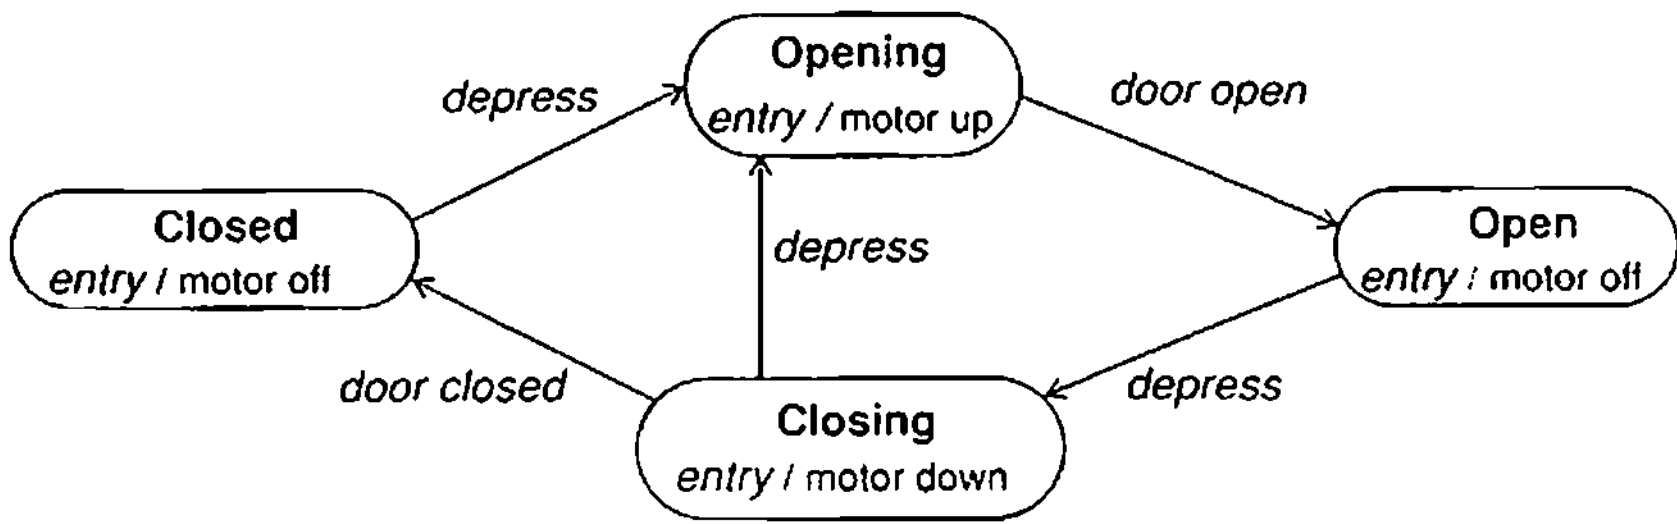 Opening
entry / motor up
depress
door open
Closed
entry / motor off
depress
Open
entry / motor off
door closed
depress
Closing
entry / motor down